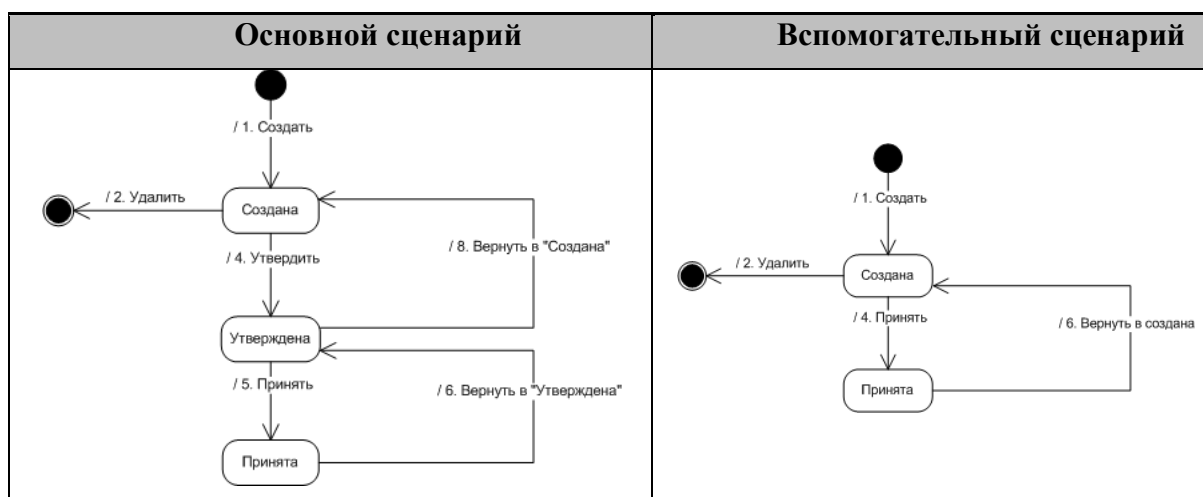 Основной сценарий
Вспомогательный сценарий
/ 1. Создать
/ 2. Удалить
Создана
/ 4. Утвердить
/ 8. Вернуть в "Создана"
Утверждена
/ 5. Принять
/ 6. Вернуть в "Утверждена"
Принята
/ 1. Создать
/ 2. Удалить
Создана
/ 4. Принять
/ 6. Вернуть в создана
Принята